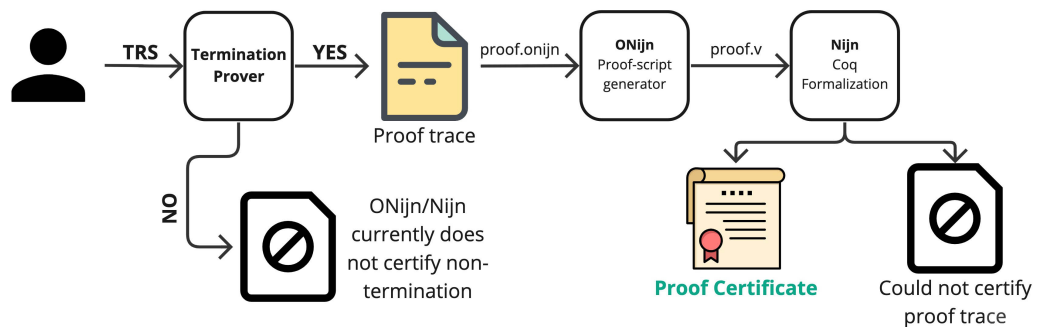 TRS
Termination
Prover
YES
Proof trace
proof.onijn
ONijn
Proof-script
generator
proof.v
Nijn
Coq
Formalization
NO
ONijn/Nijn
currently does
not certify non-
termination
Proof Certificate
Could not certify
proof trace